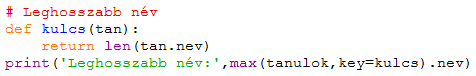 # Leghosszabb név
def kulcs(tan):
    return len(tan.nev)
print('Leghosszabb név:',max(tanulok,key=kulcs).nev)